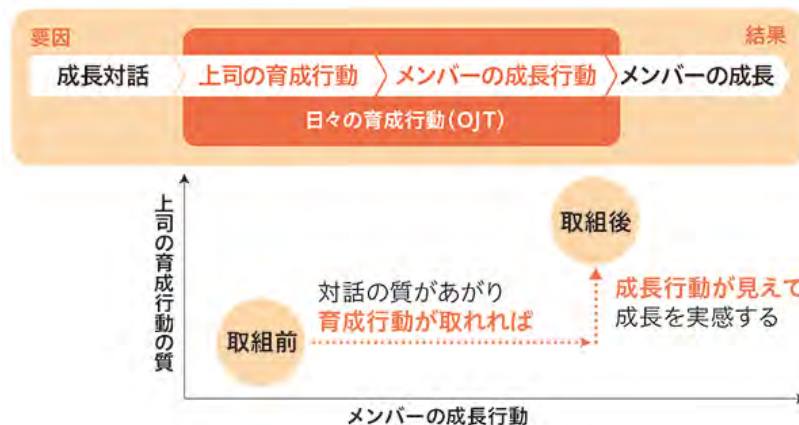 要因
結果
成長対話
上司の育成行動
メンバーの成長行動
メンバーの成長
日々の育成行動(OJT)
上司の育成行動の質
取組後
対話の質があがり
育成行動が取れれば
成長行動が見えて
成長を実感する
取組前
メンバーの成長行動